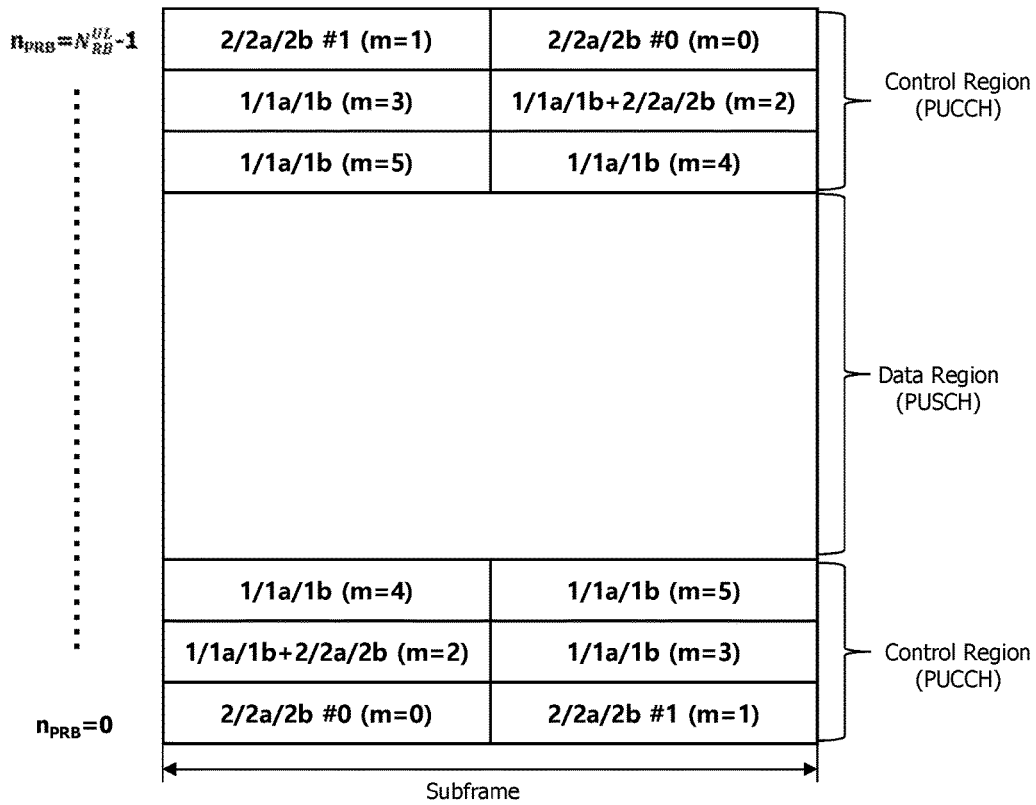 n_PRB=N_RB^UL-1
2/2a/2b #1 (m=1) 2/2a/2b #0 (m=0)
1/1a/1b (m=3) 1/1a/1b+2/2a/2b (m=2)
1/1a/1b (m=5) 1/1a/1b (m=4)
Control Region
(PUCCH)
Data Region
(PUSCH)
1/1a/1b (m=4) 1/1a/1b (m=5)
1/1a/1b+2/2a/2b (m=2) 1/1a/1b (m=3)
2/2a/2b #0 (m=0) 2/2a/2b #1 (m=1)
Control Region
(PUCCH)
n_PRB=0
Subframe